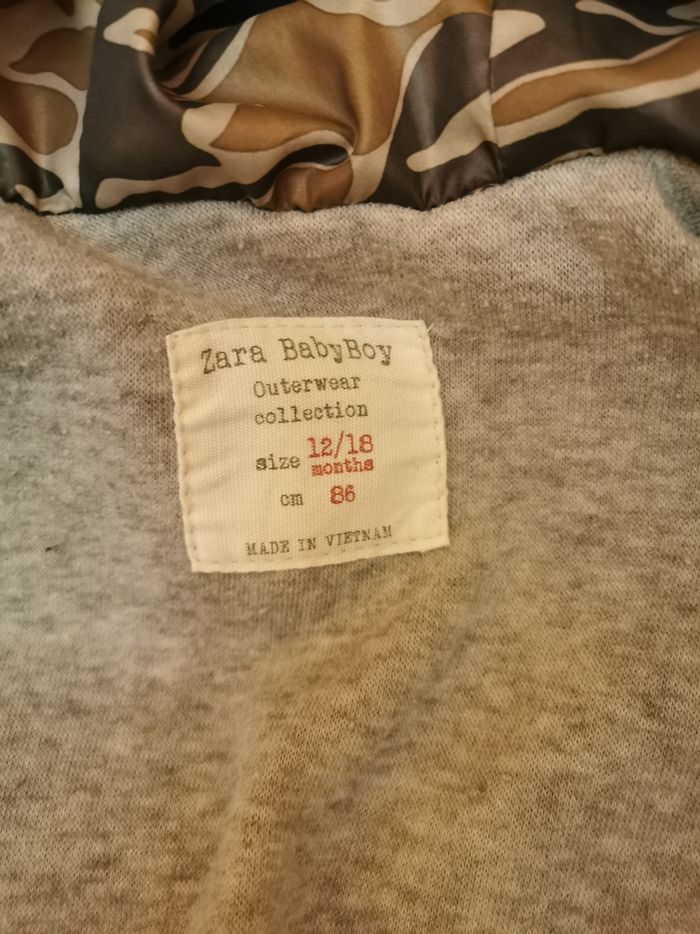 Zara BabyBoy
Outerwear
collection
size 12/18
months
cm 86
MADE IN VIETNAM